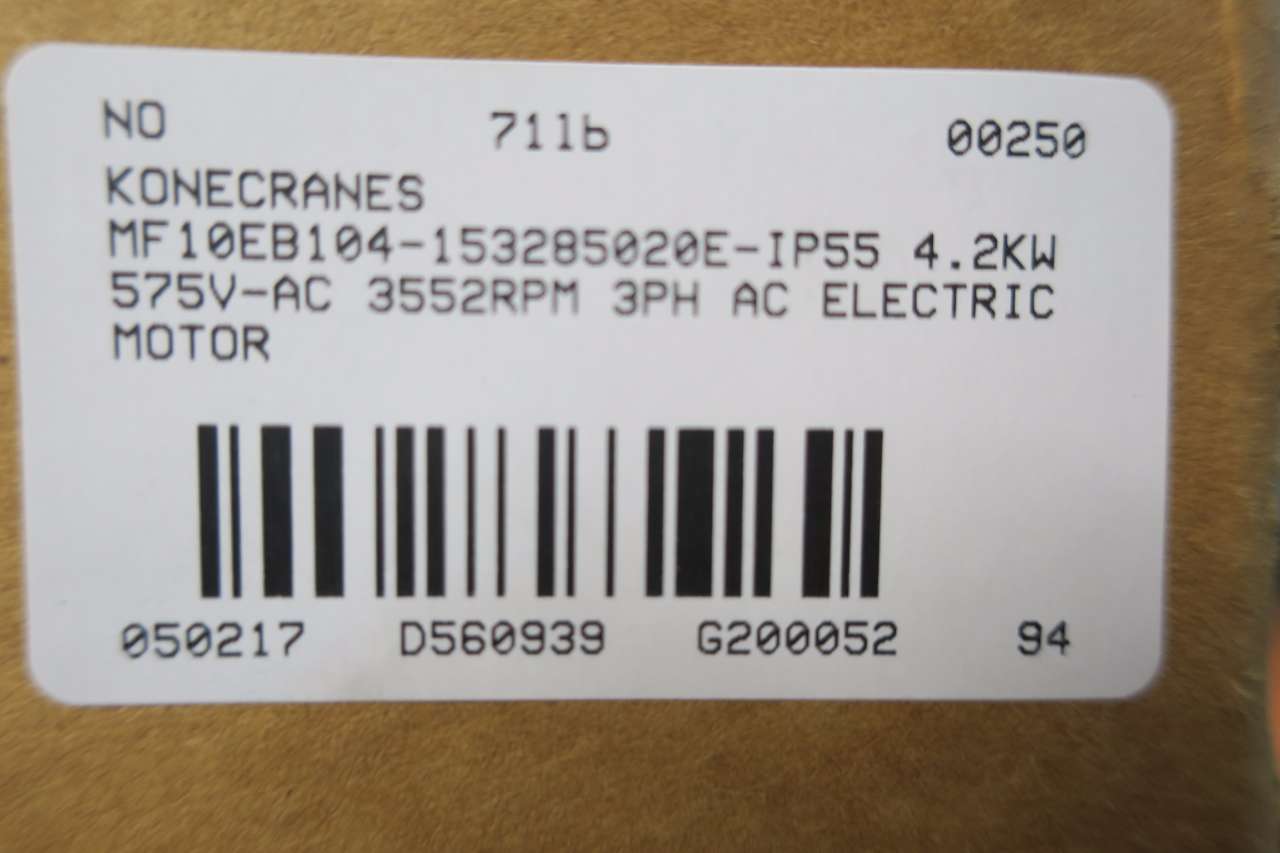 NO 71lb 00250
KONECRANES
MF10EB104-153285020E-IP55 4.2KW
575V-AC 3552RPM 3PH AC ELECTRIC
MOTOR
050217 D560939 G200052 94